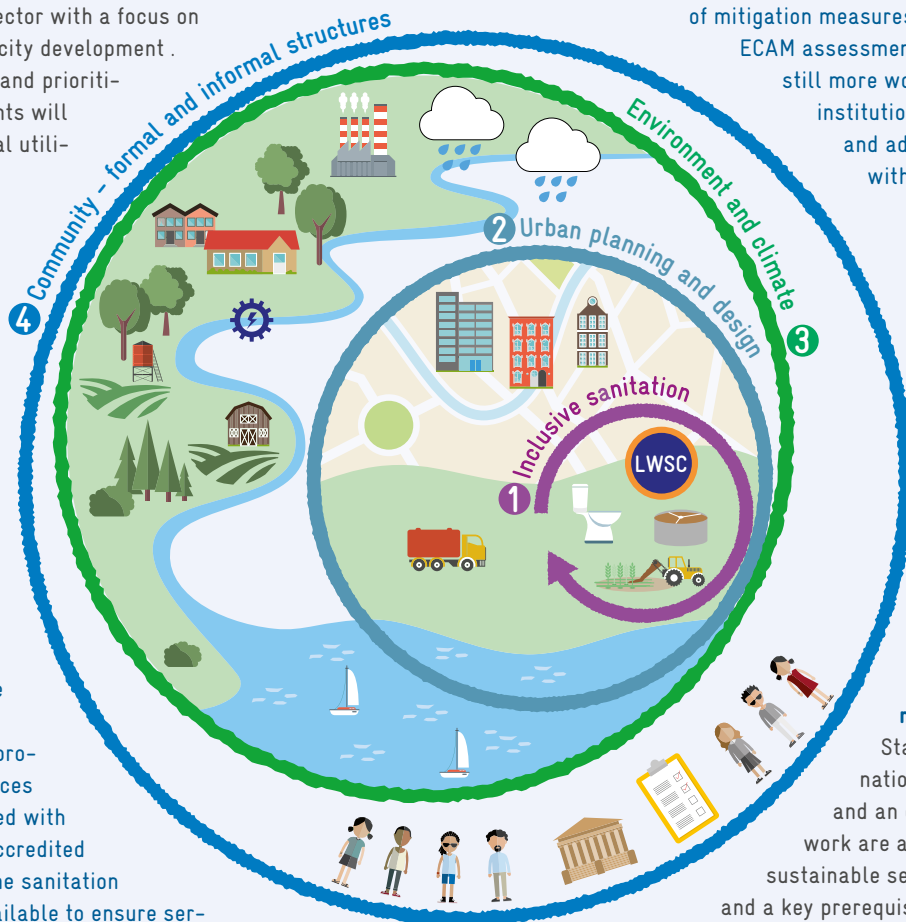 ector with a focus on
city development .
and prioriti-
nts will
al utili-
of mitigation measures
ECAM assessmen
still more wo
institution
and ad
with
4 Community – formal and informal structures
Environment and climate 3
2 Urban planning and design
1 Inclusive sanitation
LWSC
e
pro-
ces
ed with
ccredited
ne sanitation
ailable to ensure ser-
r
Sta
natio
and an
work are a
sustainable se
and a key prerequis